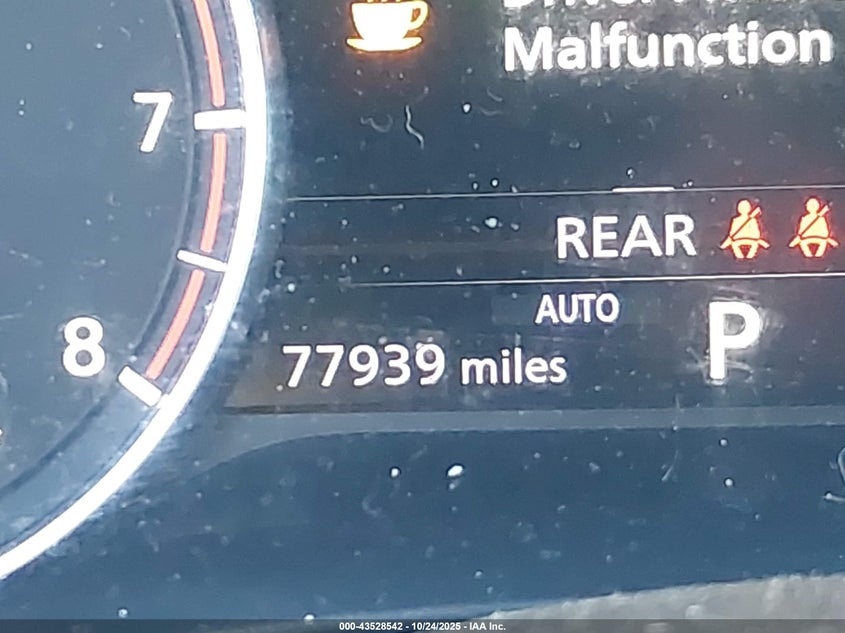 Malfunction
7
REAR
AUTO
P
8
77939 miles
000-43528542 - 10/24/2025 - IAA Inc.